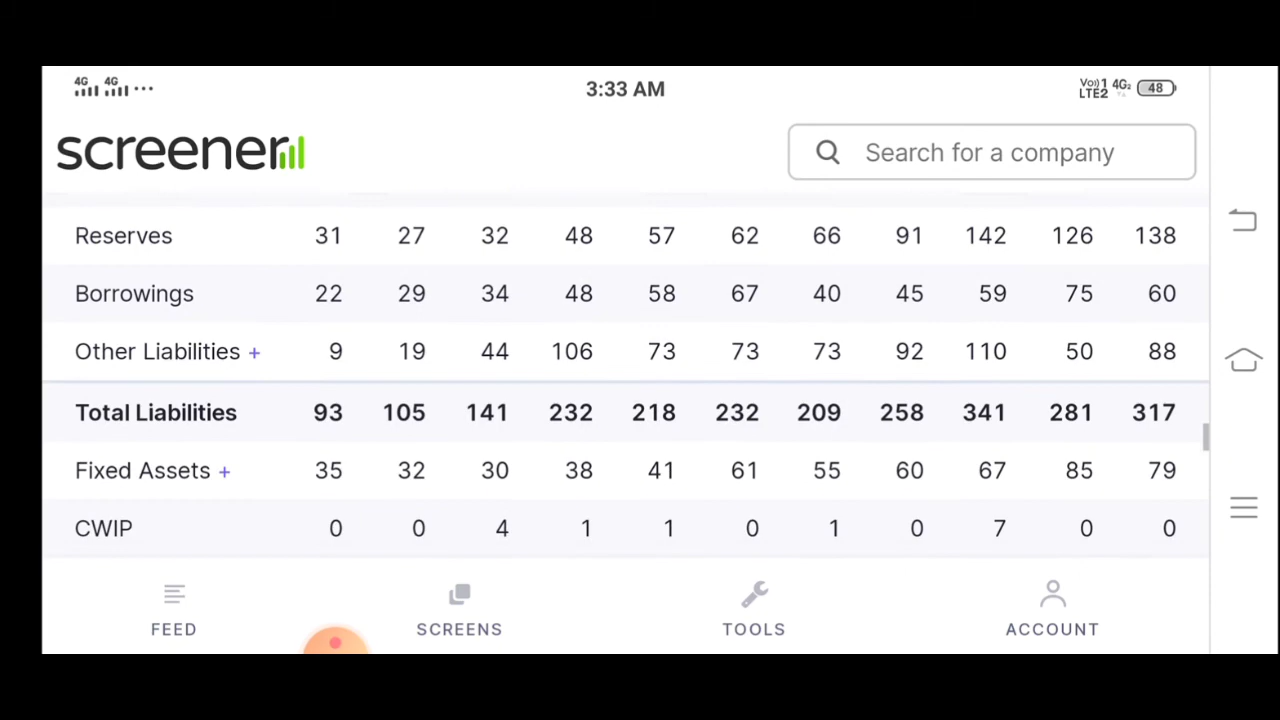 4G 4G ... 3:33 AM Vo)) 1 LTE2 4G2 48
screener Search for a company
Reserves 31 27 32 48 57 62 66 91 142 126 138
Borrowings 22 29 34 48 58 67 40 45 59 75 60
Other Liabilities + 9 19 44 106 73 73 73 92 110 50 88
Total Liabilities 93 105 141 232 218 232 209 258 341 281 317
Fixed Assets + 35 32 30 38 41 61 55 60 67 85 79
CWIP 0 0 4 1 1 0 1 0 7 0 0
FEED SCREENS TOOLS ACCOUNT